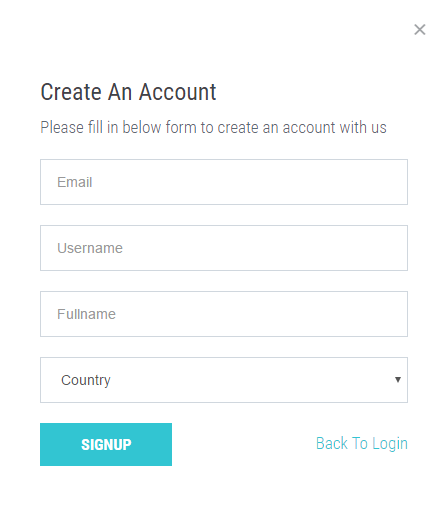 ×
Create An Account
Please fill in below form to create an account with us
Email
Username
Fullname
Country
SIGNUP
Back To Login